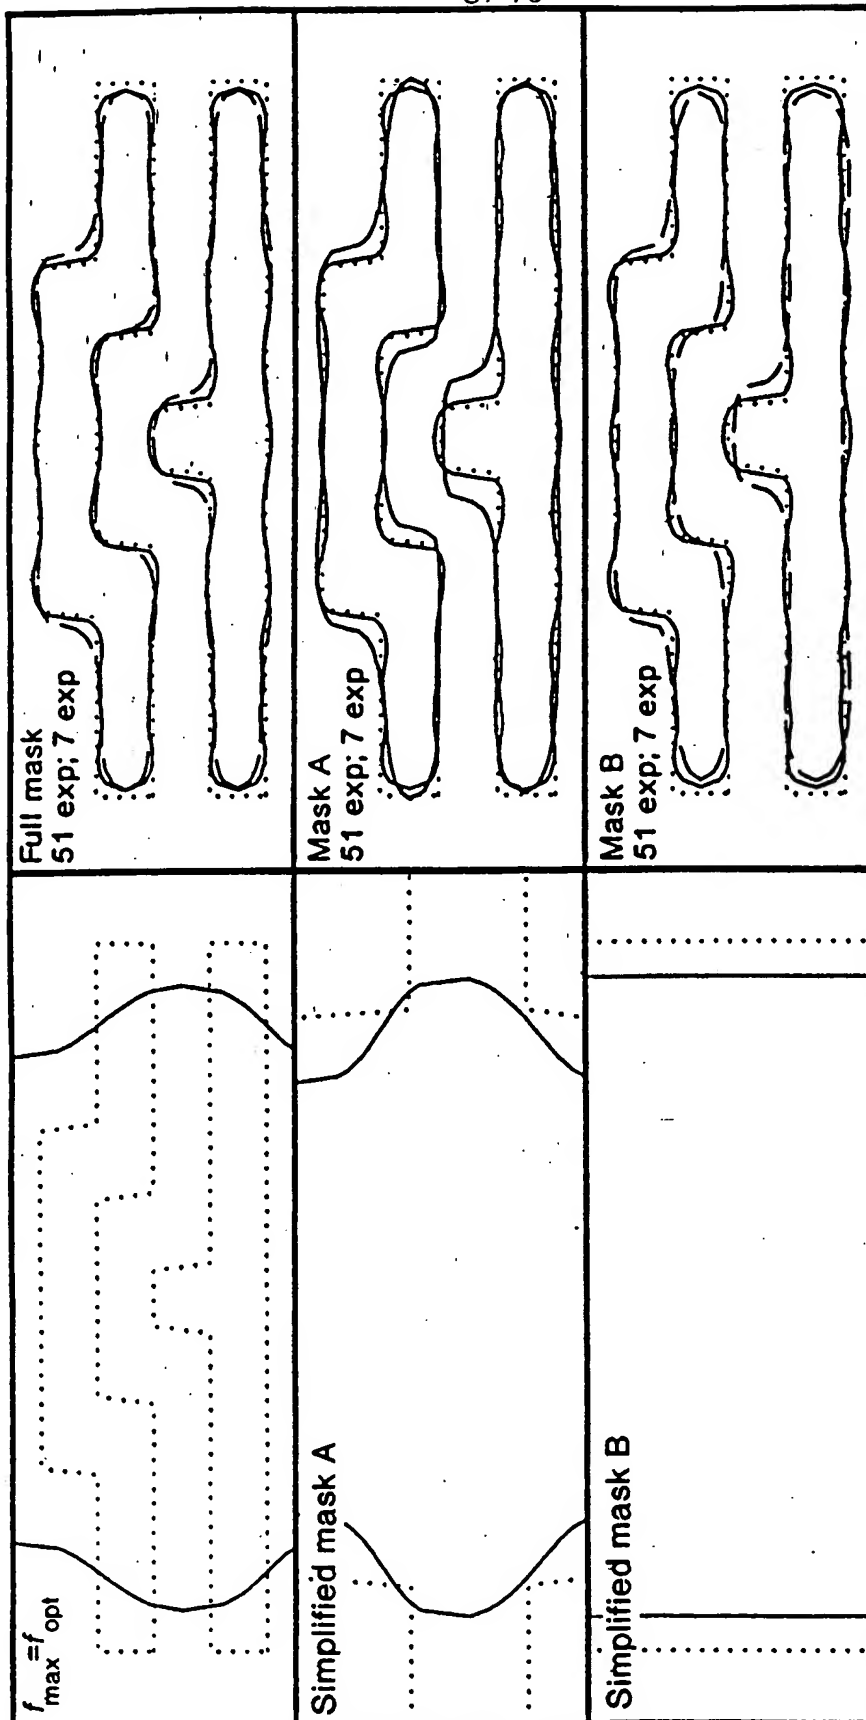 f_max=f_opt
Full mask
51 exp; 7 exp
Simplified mask A
Mask A
51 exp; 7 exp
Simplified mask B
Mask B
51 exp; 7 exp